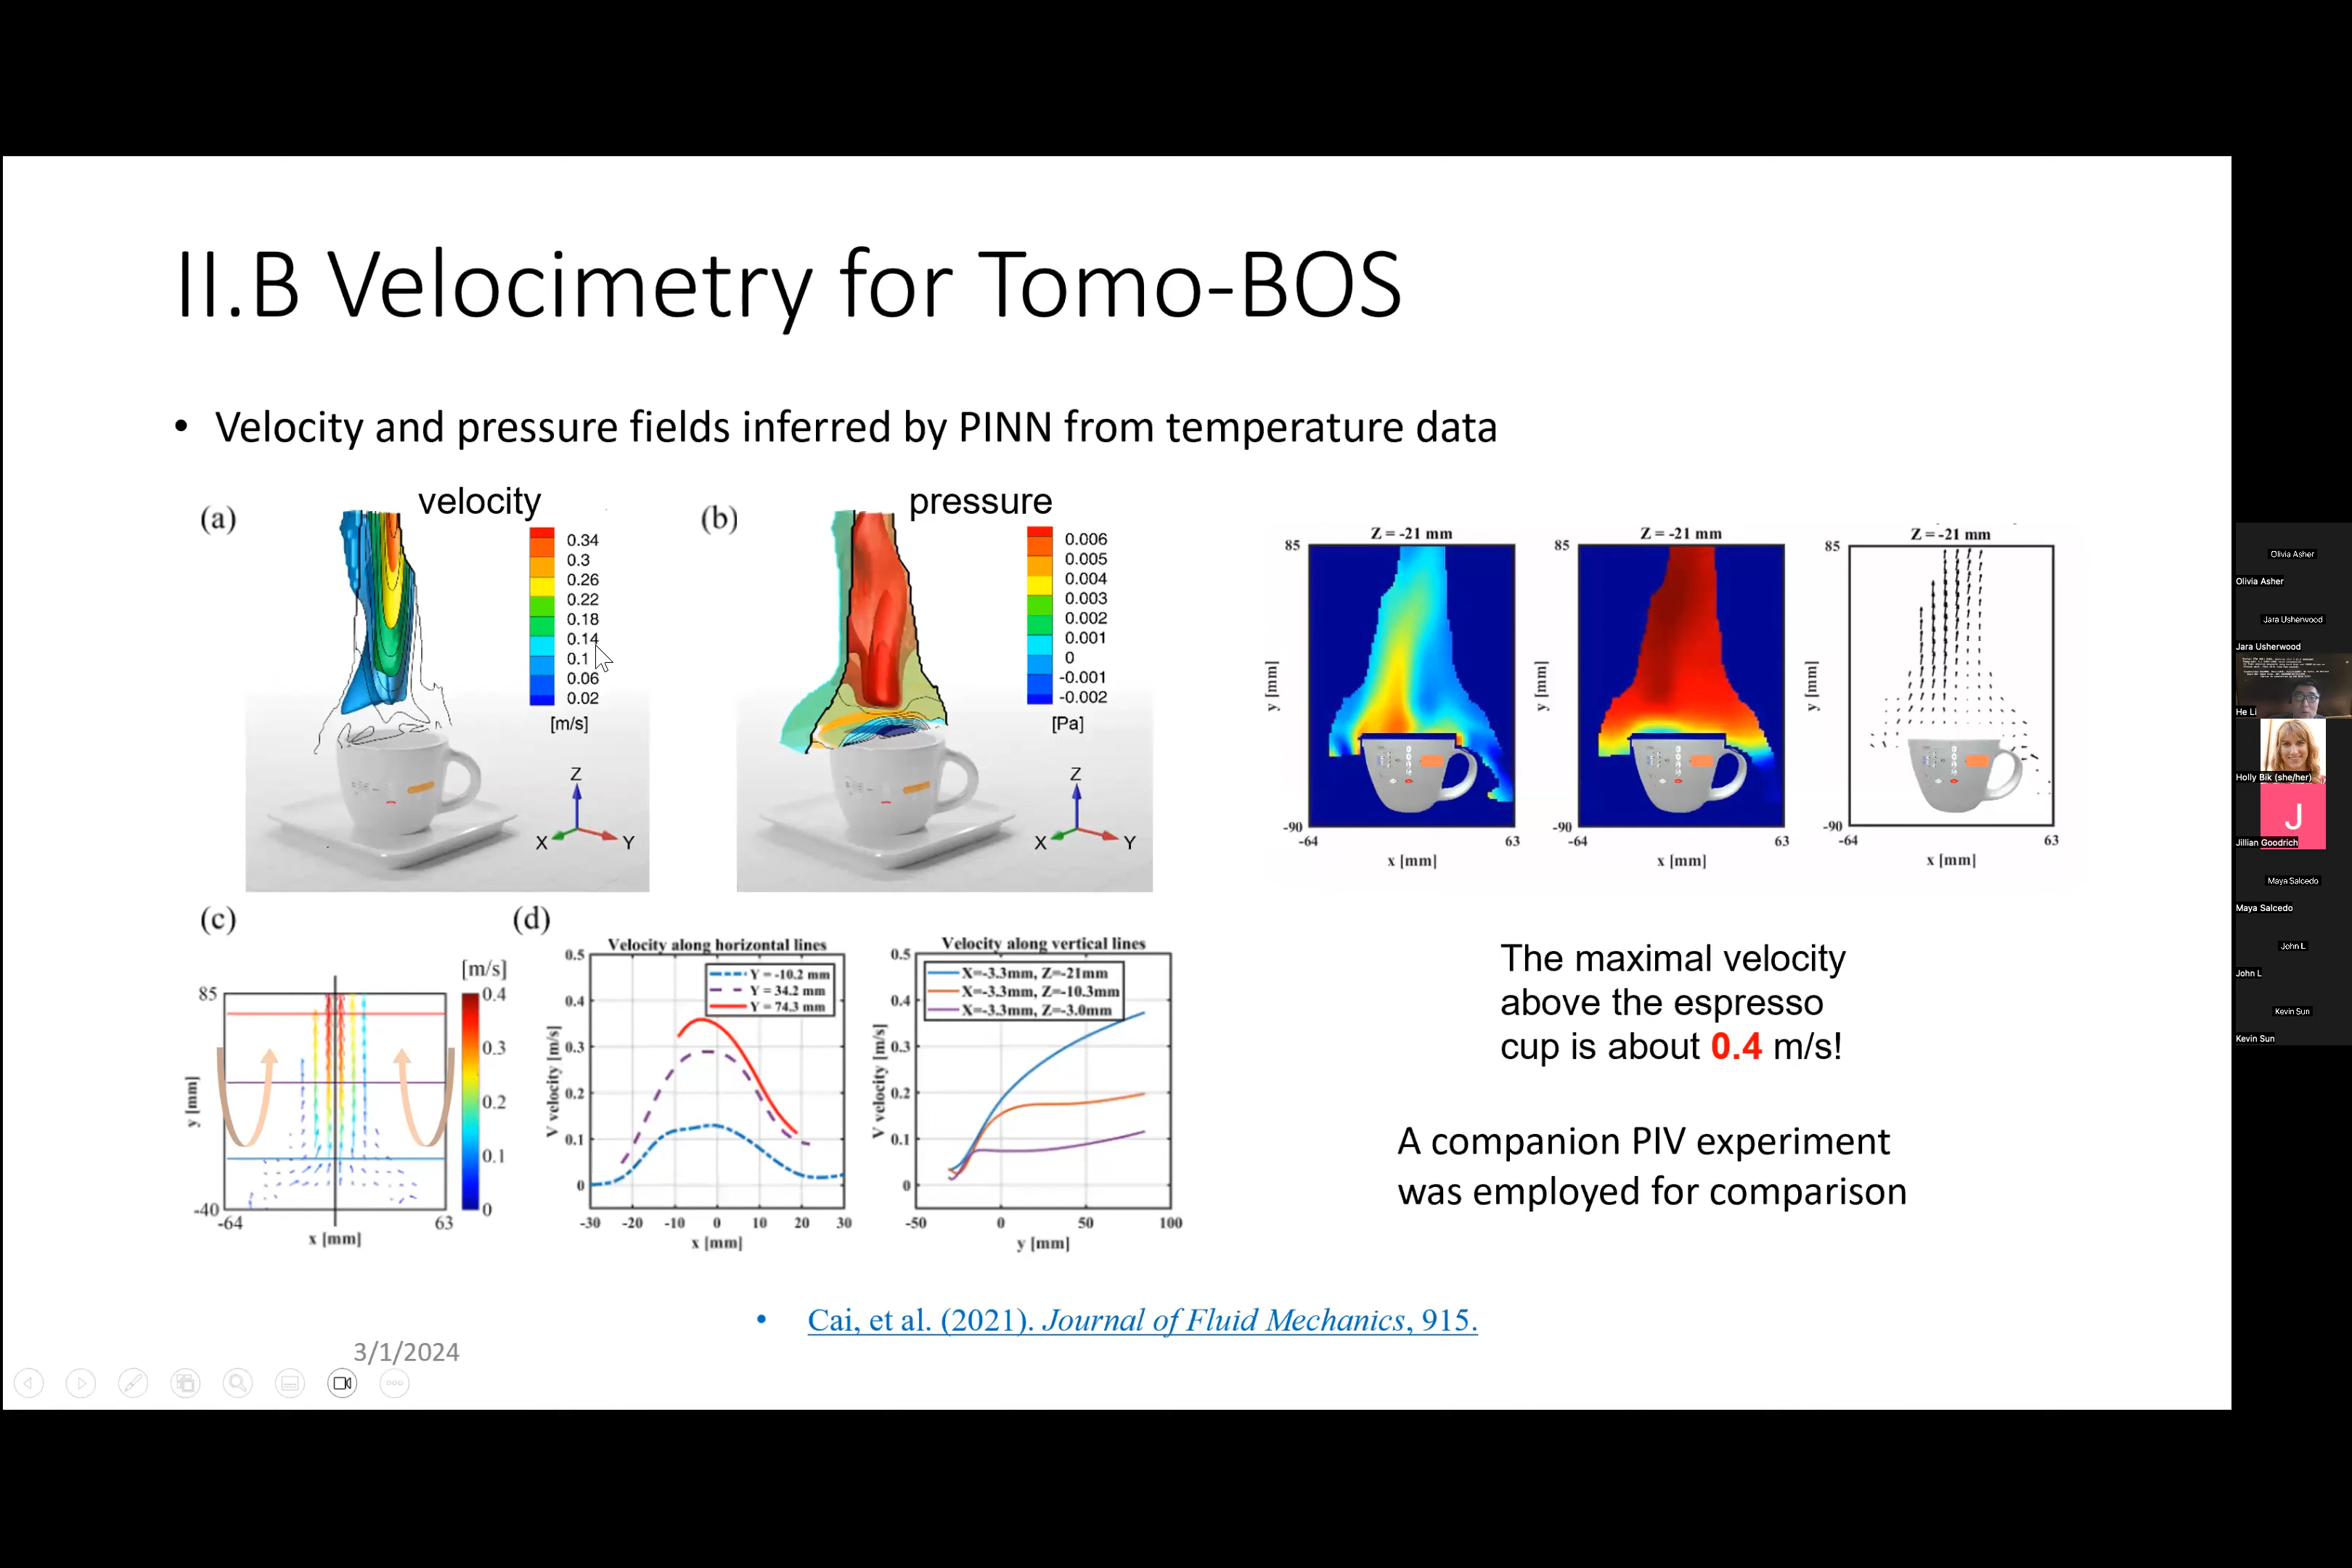 II.B Velocimetry for Tomo-BOS
• Velocity and pressure fields inferred by PINN from temperature data
(a)
velocity
0.34
0.3
0.26
0.22
0.18
0.14
0.1
0.06
0.02
[m/s]
Z
X
Y
(b)
pressure
0.006
0.005
0.004
0.003
0.002
0.001
0
-0.001
-0.002
[Pa]
Z
X
Y
Z = -21 mm
85
y [mm]
-90
-64
63
x [mm]
Z = -21 mm
85
y [mm]
-90
-64
63
x [mm]
Z = -21 mm
85
y [mm]
-90
-64
63
x [mm]
(c)
[m/s]
85
y [mm]
-40
-64
63
x [mm]
0.4
0.3
0.2
0.1
0
(d)
Velocity along horizontal lines
Y = -10.2 mm
Y = 34.2 mm
Y = 74.3 mm
0.5
0.4
0.3
0.2
0.1
0
V velocity [m/s]
-30 -20 -10 0 10 20 30
x [mm]
Velocity along vertical lines
X=-3.3mm, Z=-21mm
X=-3.3mm, Z=-10.3mm
X=-3.3mm, Z=-3.0mm
0.5
0.4
0.3
0.2
0.1
0
V velocity [m/s]
-50 0 50 100
y [mm]
The maximal velocity
above the espresso
cup is about 0.4 m/s!
A companion PIV experiment
was employed for comparison
• Cai, et al. (2021). Journal of Fluid Mechanics, 915.
3/1/2024
Olivia Asher
Olivia Asher
Jara Usherwood
Jara Usherwood
He Li
Holly Bik (she/her)
J
Jillian Goodrich
Maya Salcedo
Maya Salcedo
John L
John L
Kevin Sun
Kevin Sun